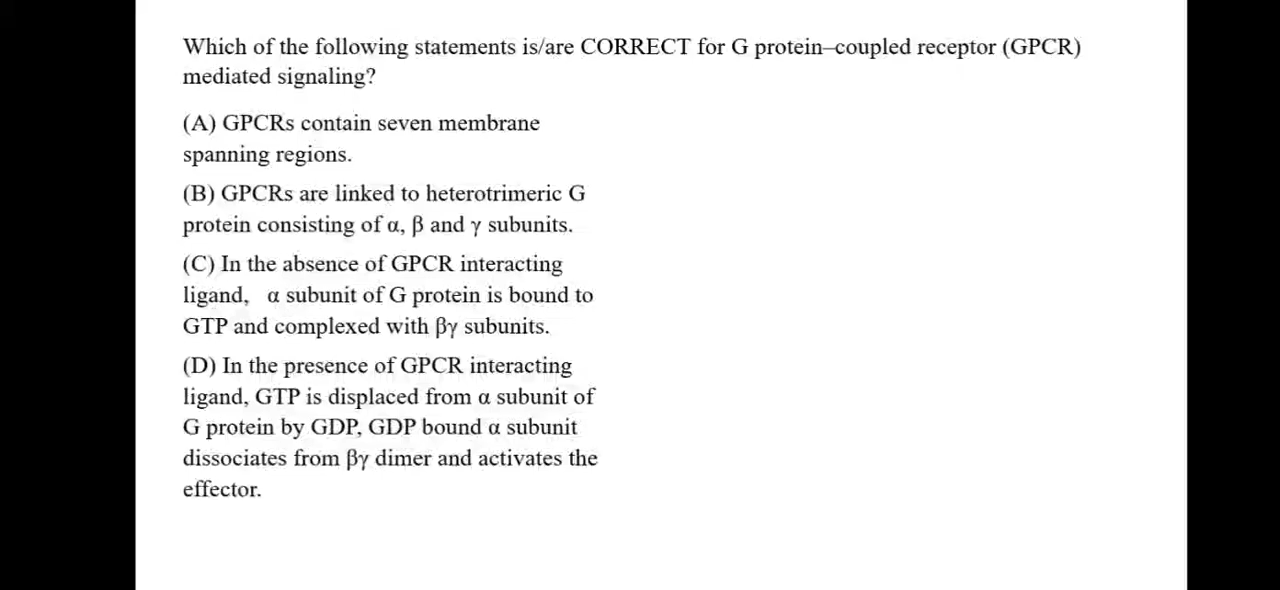 Which of the following statements is/are CORRECT for G protein–coupled receptor (GPCR)
mediated signaling?
(A) GPCRs contain seven membrane
spanning regions.
(B) GPCRs are linked to heterotrimeric G
protein consisting of α, β and γ subunits.
(C) In the absence of GPCR interacting
ligand, α subunit of G protein is bound to
GTP and complexed with βγ subunits.
(D) In the presence of GPCR interacting
ligand, GTP is displaced from α subunit of
G protein by GDP, GDP bound α subunit
dissociates from βγ dimer and activates the
effector.